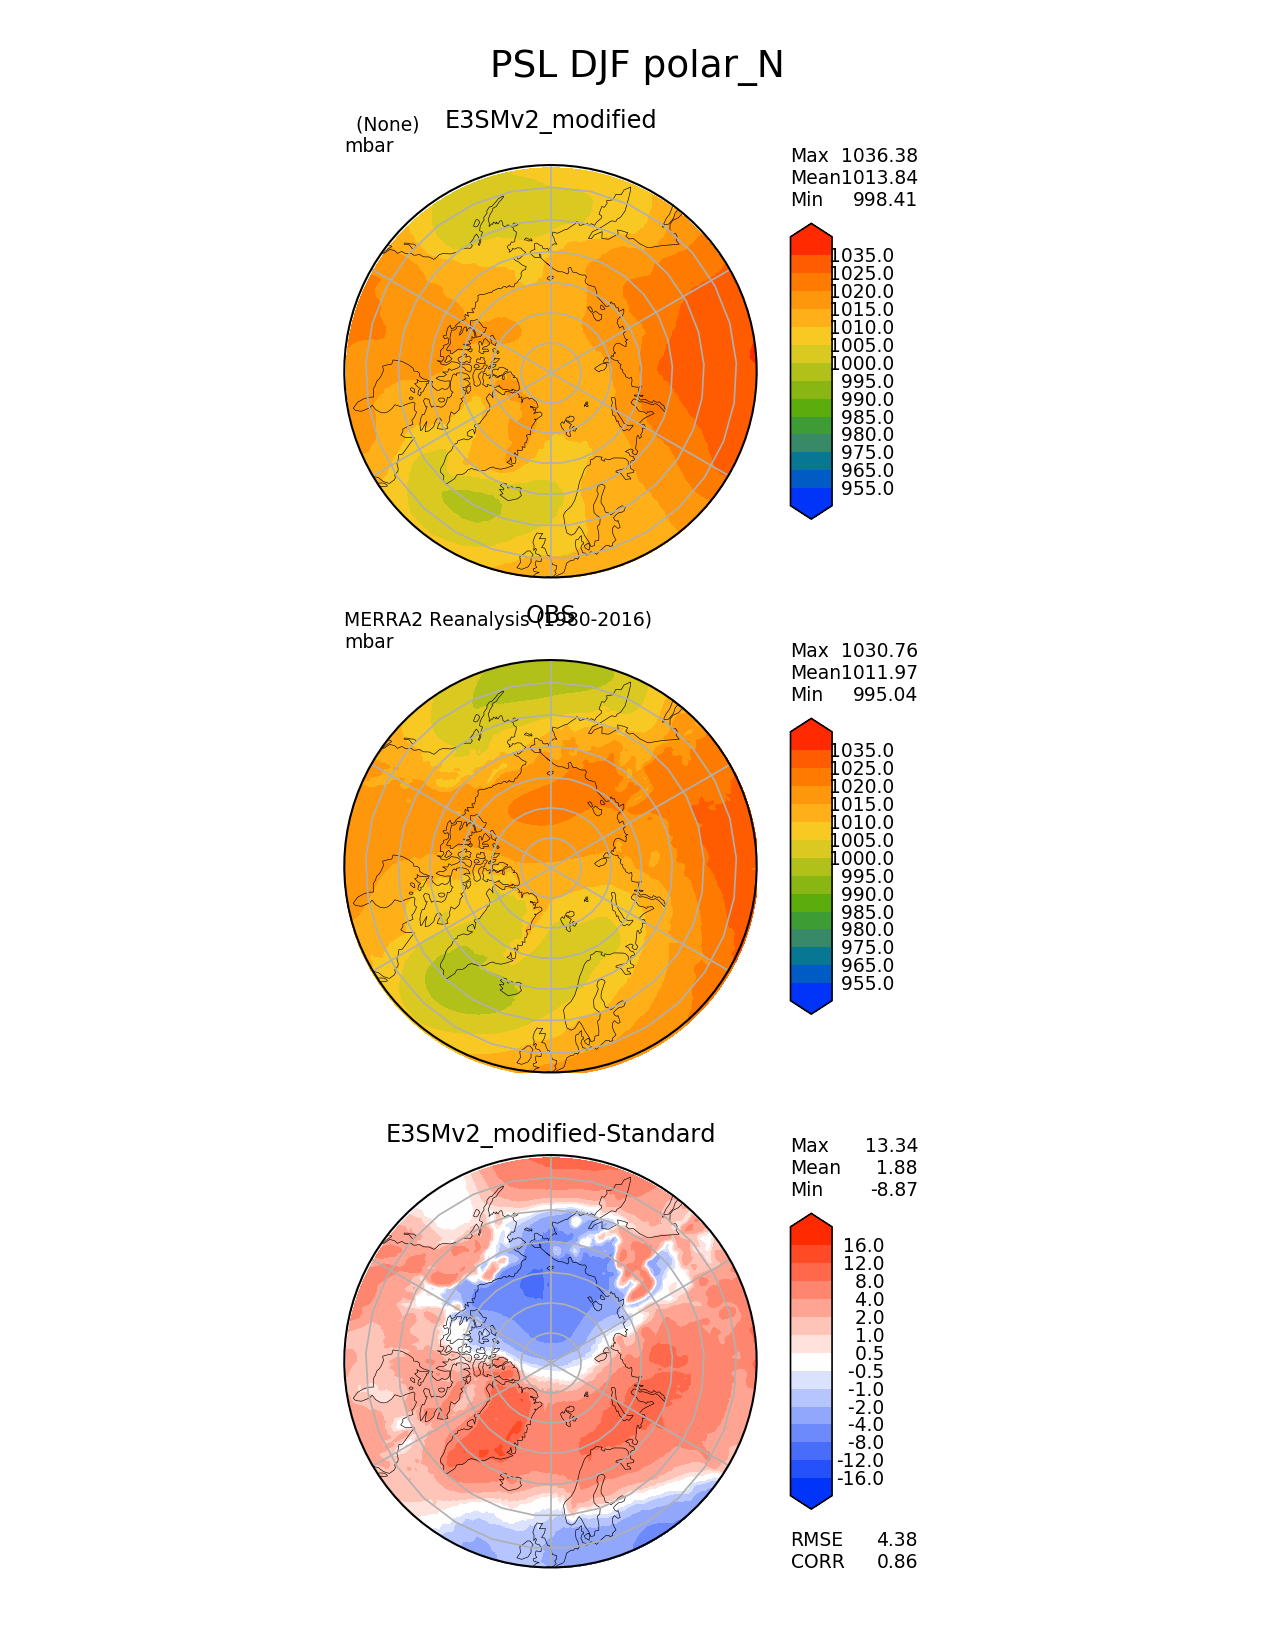 PSL DJF polar_N
E3SMv2_modified
(None)
mbar
Max 1036.38
Mean1013.84
Min 998.41
1035.0
1025.0
1020.0
1015.0
1010.0
1005.0
1000.0
995.0
990.0
985.0
980.0
975.0
965.0
955.0
OBS
MERRA2 Reanalysis (1980-2016)
mbar
Max 1030.76
Mean1011.97
Min 995.04
1035.0
1025.0
1020.0
1015.0
1010.0
1005.0
1000.0
995.0
990.0
985.0
980.0
975.0
965.0
955.0
E3SMv2_modified-Standard
Max 13.34
Mean 1.88
Min -8.87
16.0
12.0
8.0
4.0
2.0
1.0
0.5
-0.5
-1.0
-2.0
-4.0
-8.0
-12.0
-16.0
RMSE 4.38
CORR 0.86